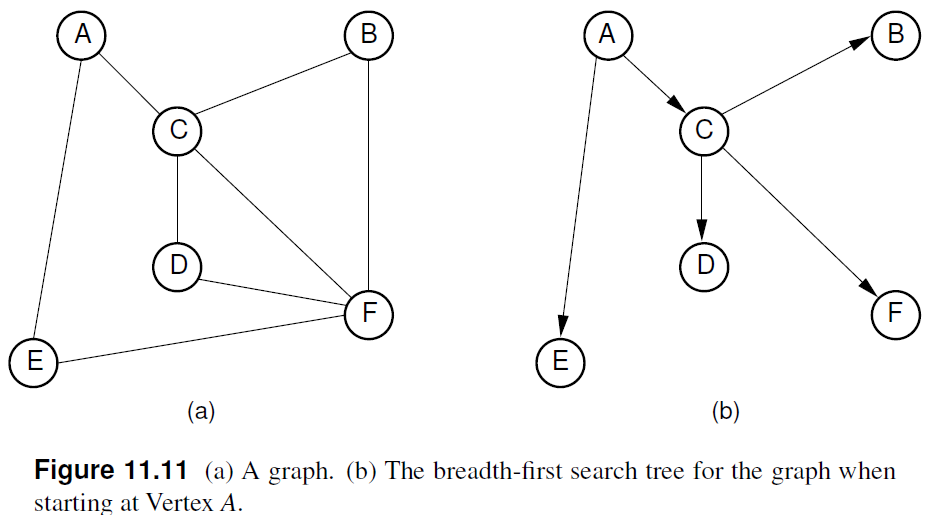 A
B
A
B
C
C
D
D
F
F
E
E
(a)
(b)
Figure 11.11 (a) A graph. (b) The breadth-first search tree for the graph when
starting at Vertex A.